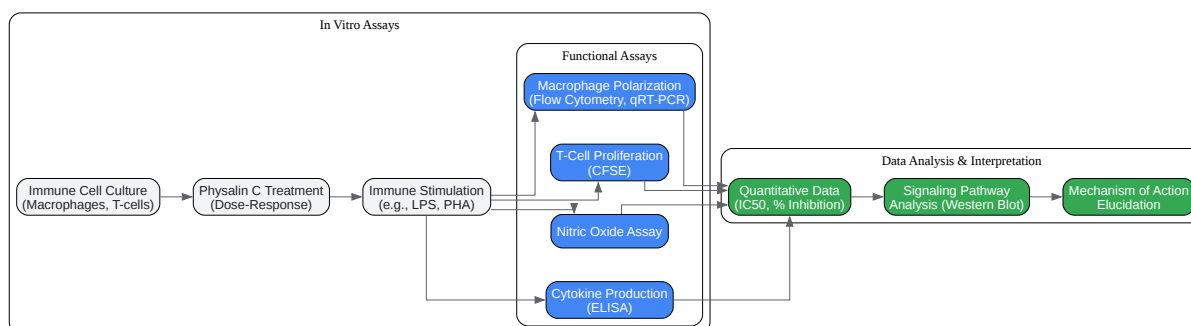 In Vitro Assays
Functional Assays
Macrophage Polarization
(Flow Cytometry, qRT-PCR)
T-Cell Proliferation
(CFSE)
Data Analysis & Interpretation
Immune Cell Culture
(Macrophages, T-cells)
Physalin C Treatment
(Dose-Response)
Immune Stimulation
(e.g., LPS, PHA)
Quantitative Data
(IC50, % Inhibition)
Signaling Pathway
Analysis (Western Blot)
Mechanism of Action
Elucidation
Nitric Oxide Assay
Cytokine Production
(ELISA)